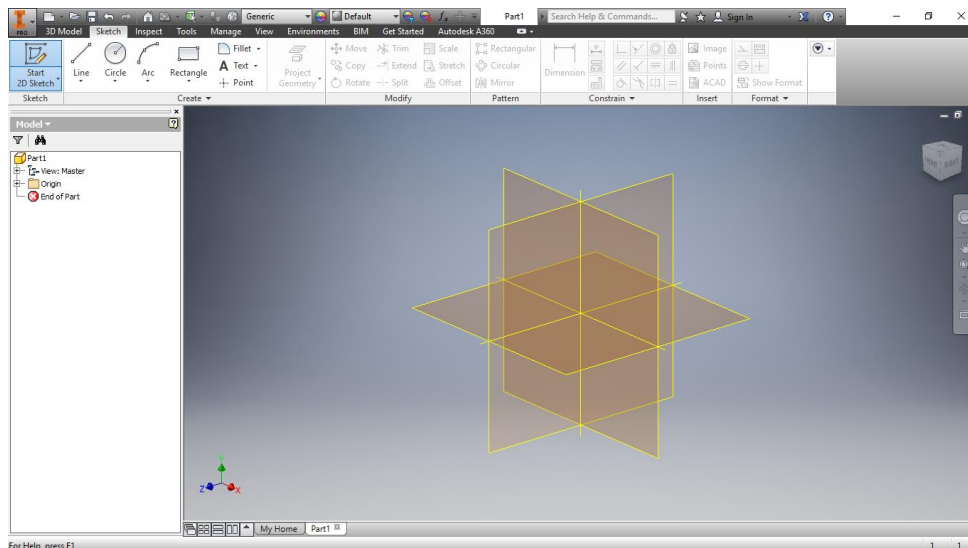 Generic Default Part1 Search Help & Commands... Sign In
PRO 3D Model Sketch Inspect Tools Manage View Environments BIM Get Started Autodesk A360
Start 2D Sketch Line Circle Arc Rectangle Fillet Text Point Project Geometry Move Copy Rotate Trim Extend Split Scale Stretch Offset Rectangular Circular Mirror Dimension Image Points ACAD Show Format
Sketch Create Modify Pattern Constrain Insert Format
Model
Part1
View: Master
Origin
End of Part
RIGHT
Y
Z X
My Home Part1
For Help, press F1 1 1